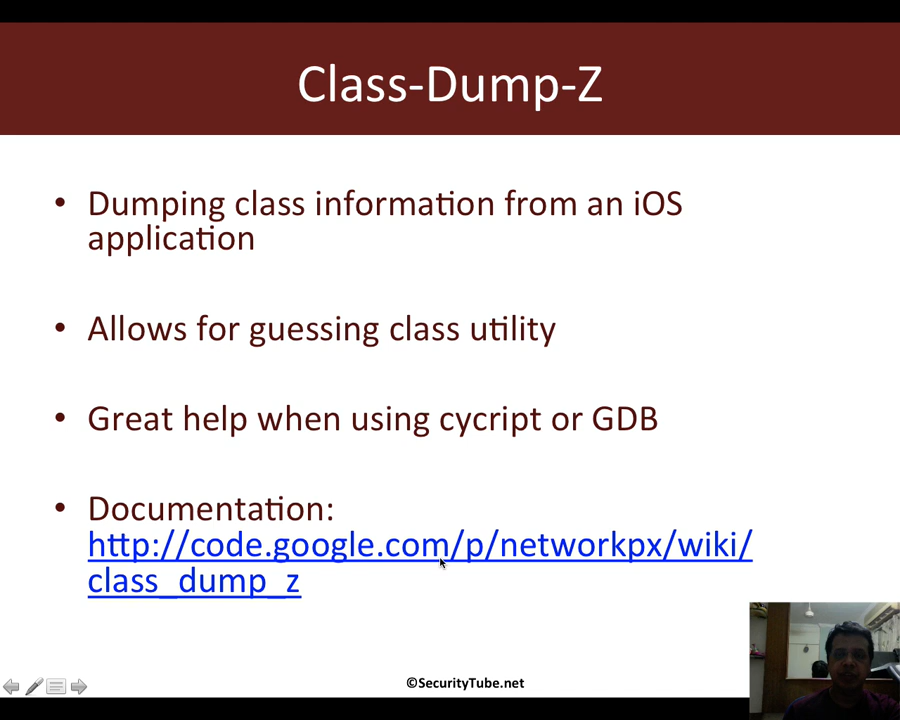 Class-Dump-Z
• Dumping class information from an iOS
application
• Allows for guessing class utility
• Great help when using cycript or GDB
• Documentation:
http://code.google.com/p/networkpx/wiki/
class_dump_z
©SecurityTube.net